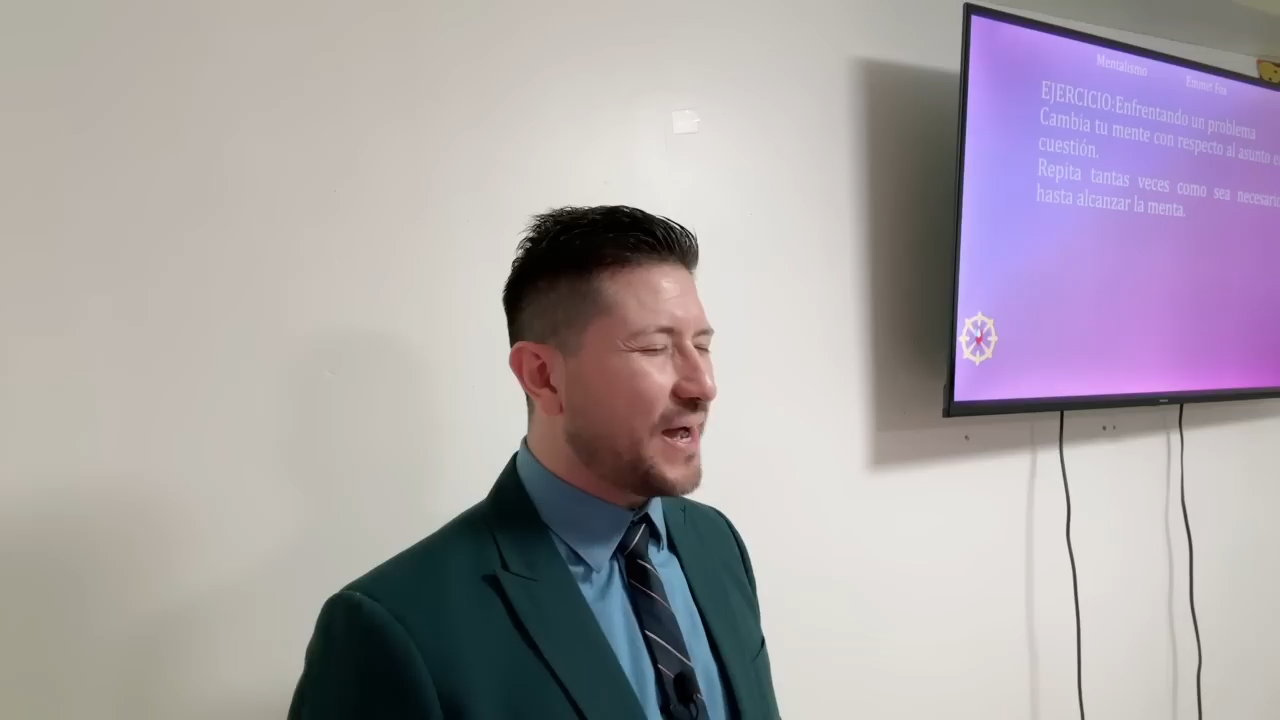 Mentalismo Emmet Fox
EJERCICIO:Enfrentando un problema
Cambia tu mente con respecto al asunto
cuestión.
Repita tantas veces como sea necesario
hasta alcanzar la menta.